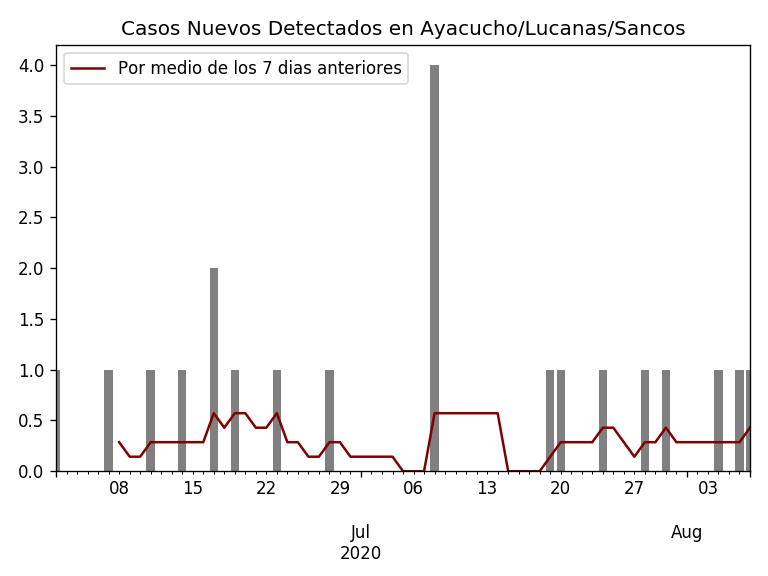 Casos Nuevos Detectados en Ayacucho/Lucanas/Sancos
Por medio de los 7 dias anteriores
4.0
3.5
3.0
2.5
2.0
1.5
1.0
0.5
0.0
08 15 22 29 06 13 20 27 03
Jul Aug
2020